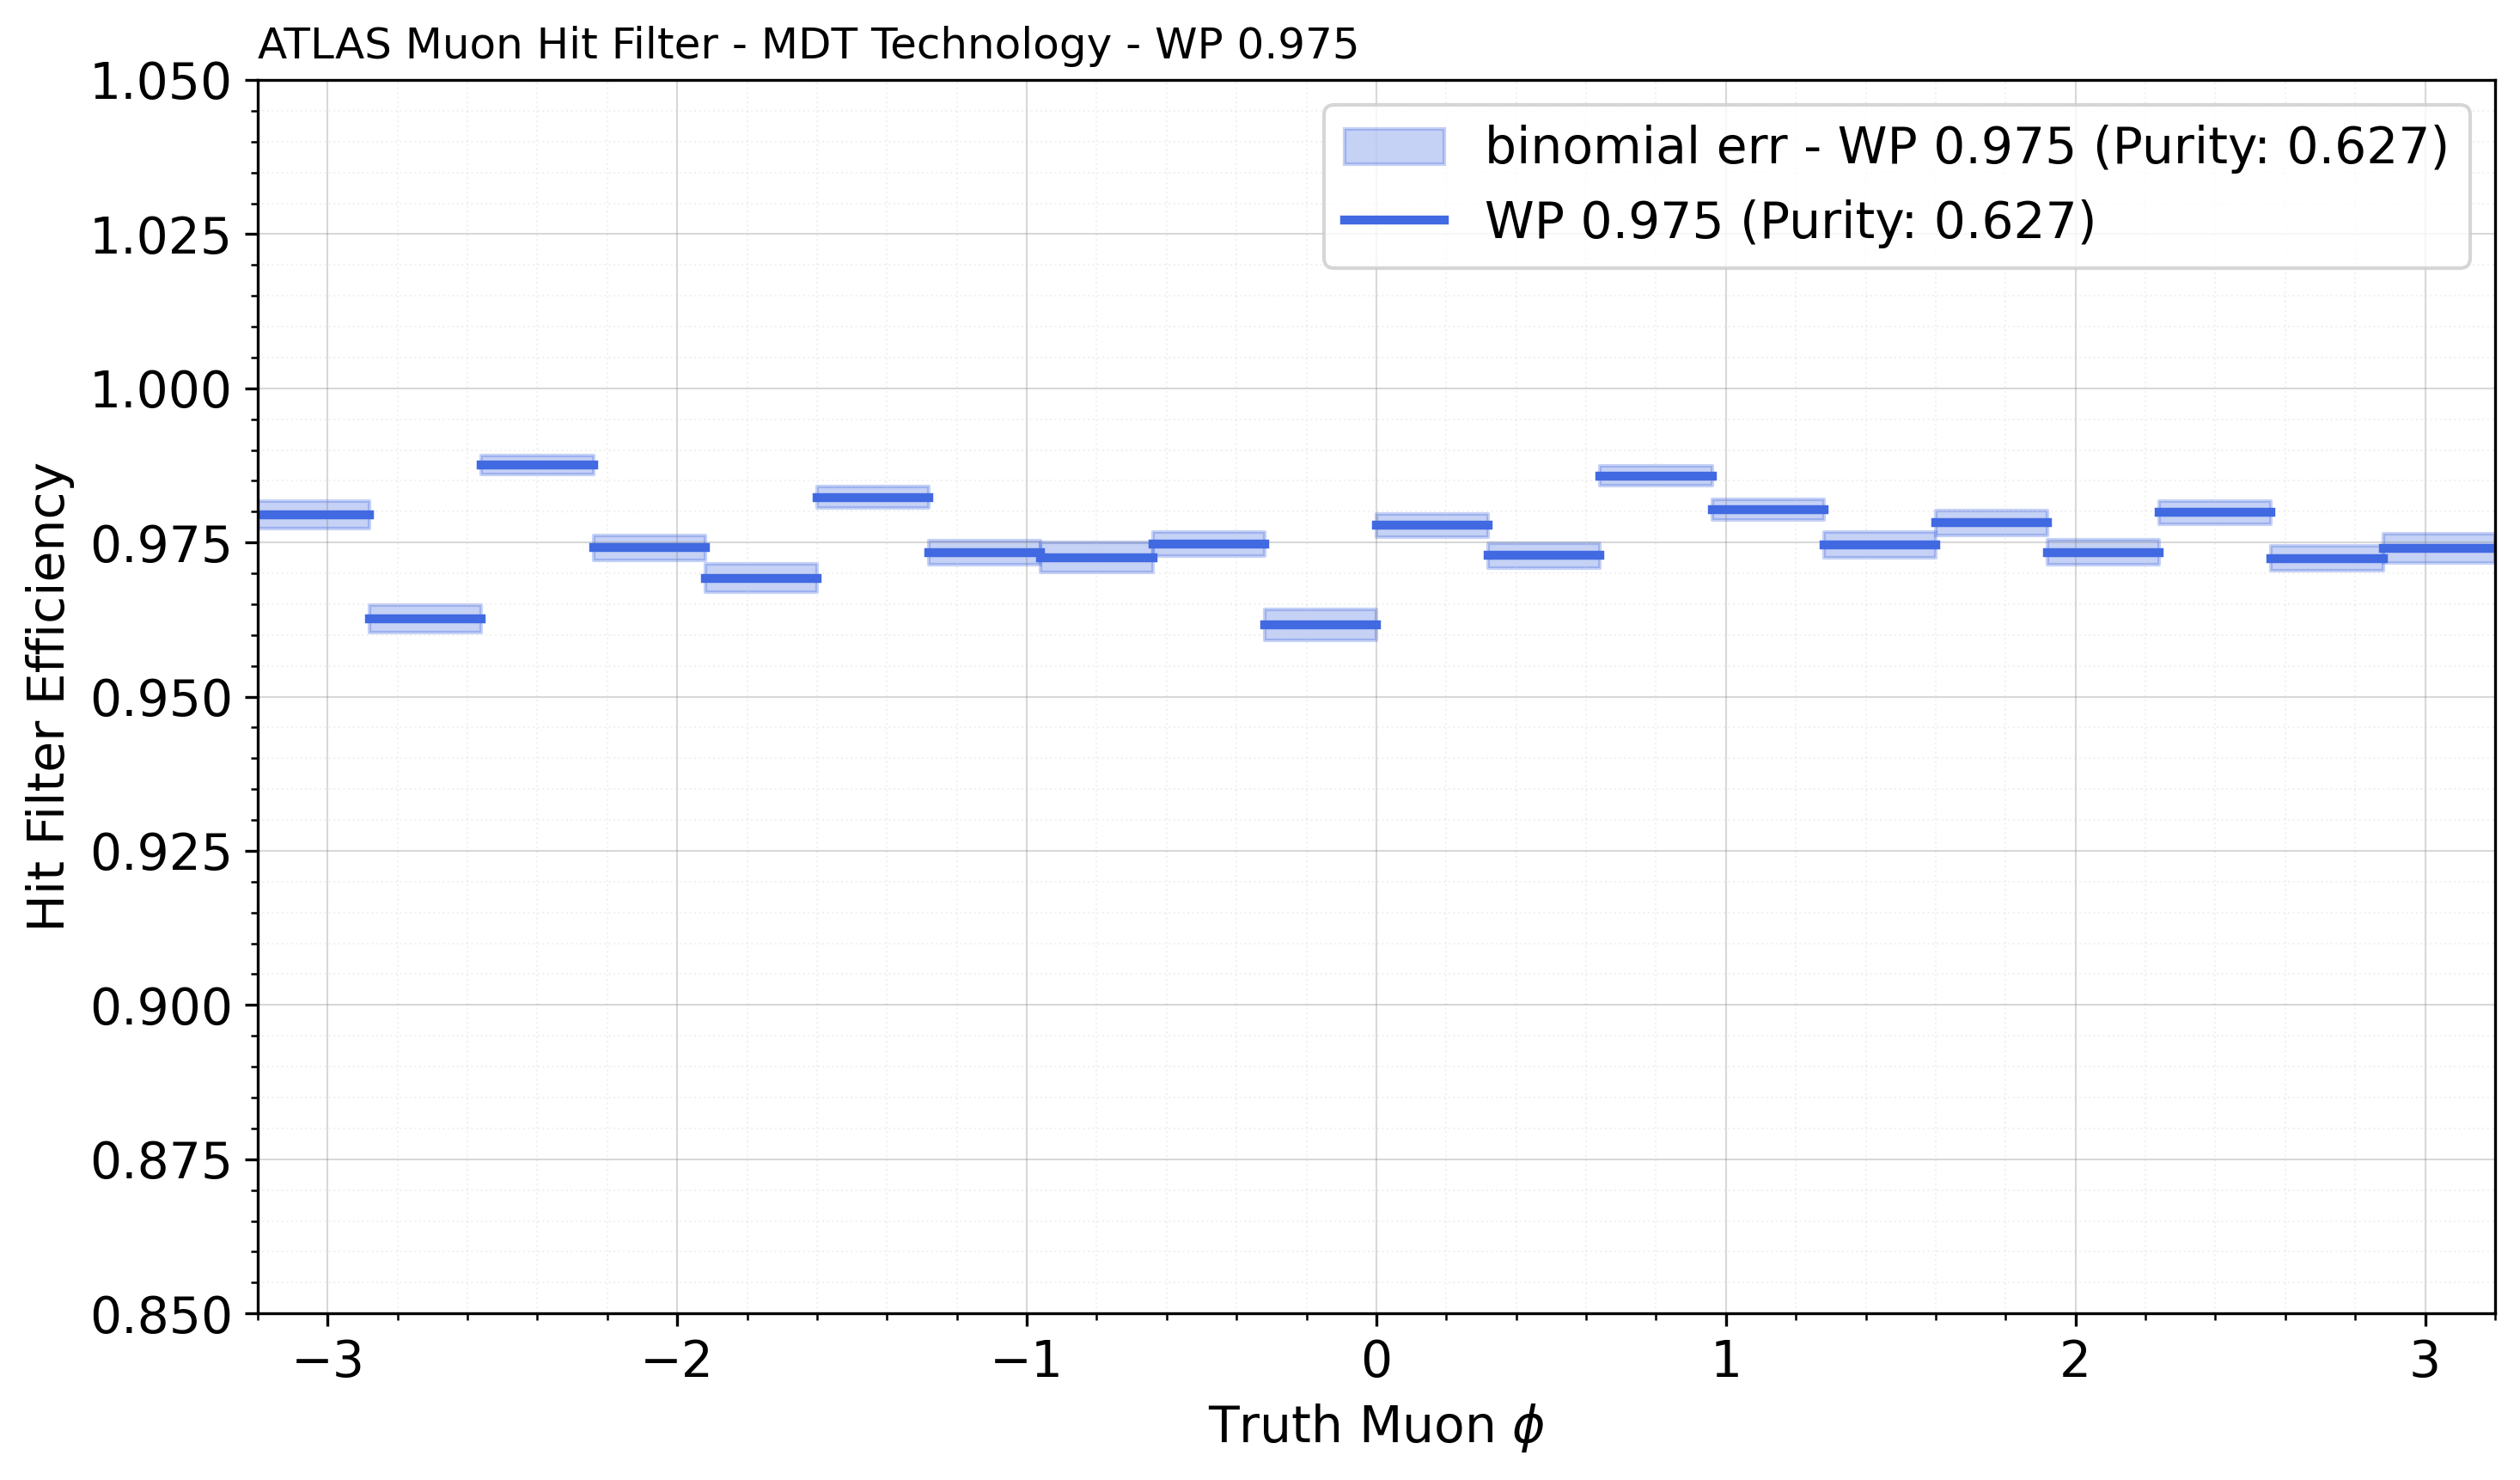 ATLAS Muon Hit Filter - MDT Technology - WP 0.975
1.050
1.025
1.000
0.975
0.950
0.925
0.900
0.875
0.850
Hit Filter Efficiency
binomial err - WP 0.975 (Purity: 0.627)
WP 0.975 (Purity: 0.627)
−3 −2 −1 0 1 2 3
Truth Muon ϕ